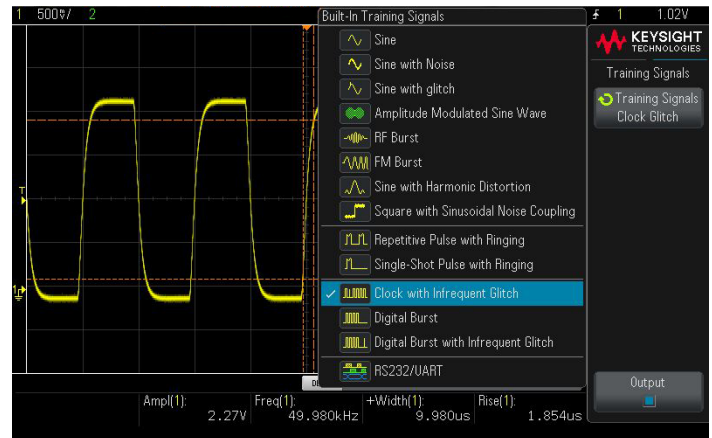 1 500♉/ 2
Built-In Training Signals
⨍ 1 1.02V
KEYSIGHT
TECHNOLOGIES
Training Signals
Training Signals
Clock Glitch
Sine
Sine with Noise
Sine with glitch
Amplitude Modulated Sine Wave
RF Burst
FM Burst
Sine with Harmonic Distortion
Square with Sinusoidal Noise Coupling
Repetitive Pulse with Ringing
Single-Shot Pulse with Ringing
Clock with Infrequent Glitch
Digital Burst
Digital Burst with Infrequent Glitch
RS232/UART
T
1
Output
Ampl(1): Freq(1): +Width(1): Rise(1):
2.27V 49.980kHz 9.980us 1.854us